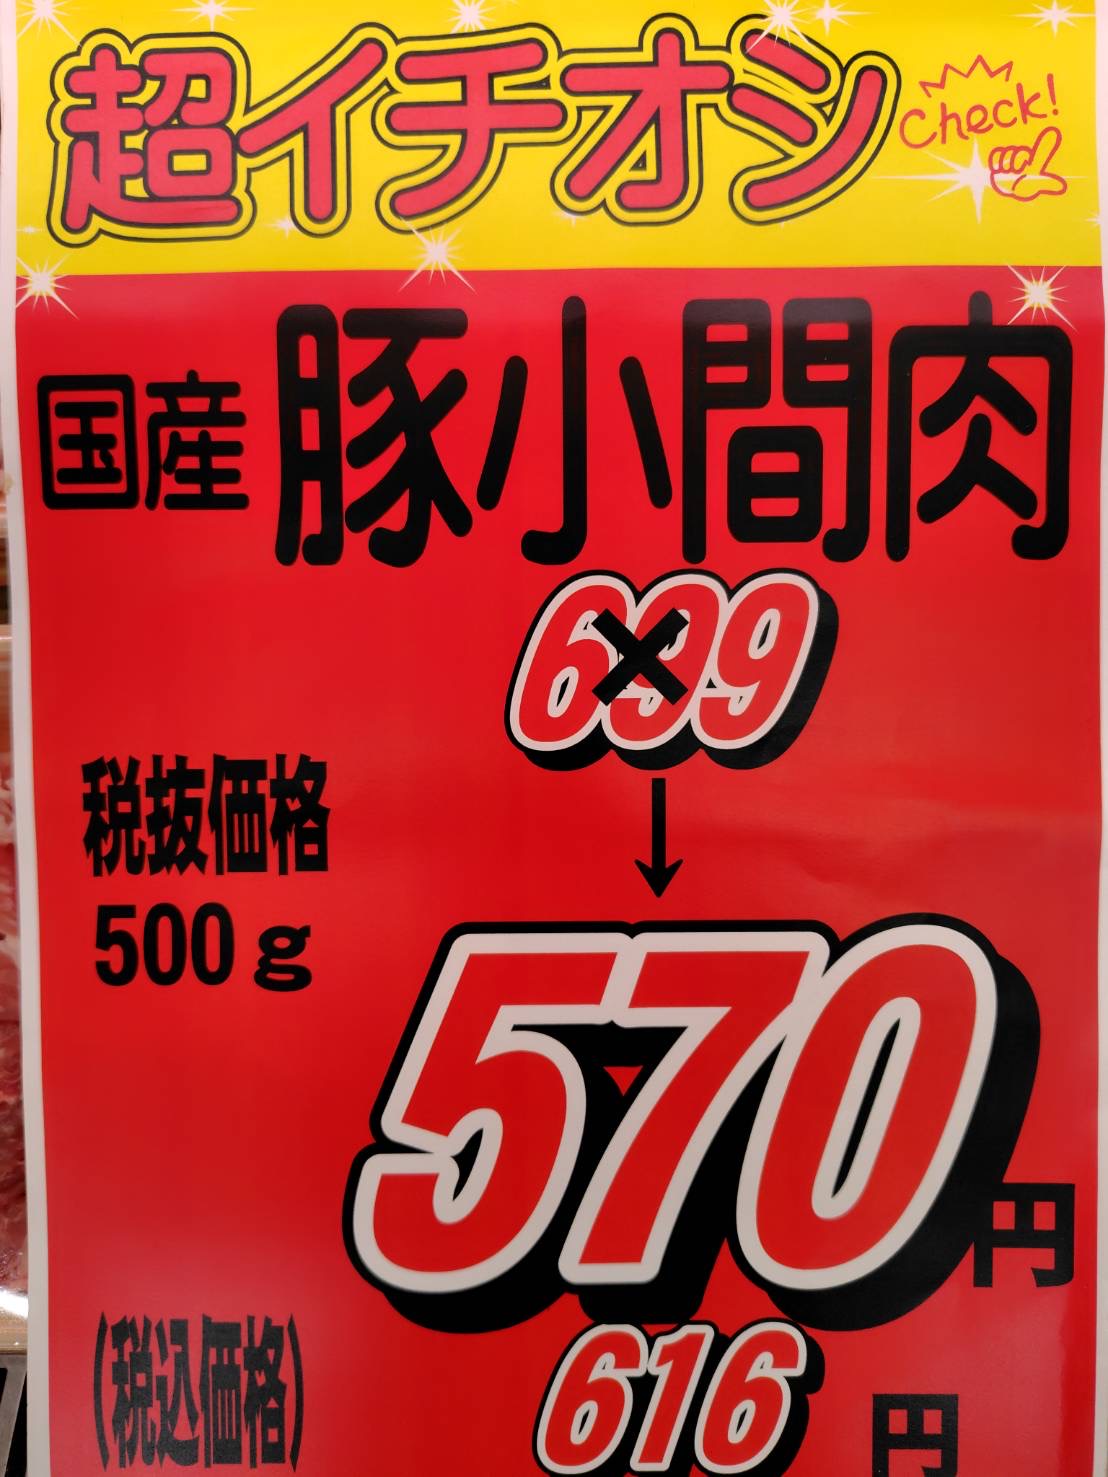 超イチオシ
Check!
国産 豚小間肉
699
↓
税抜価格
500g
570円
(税込価格)
616円